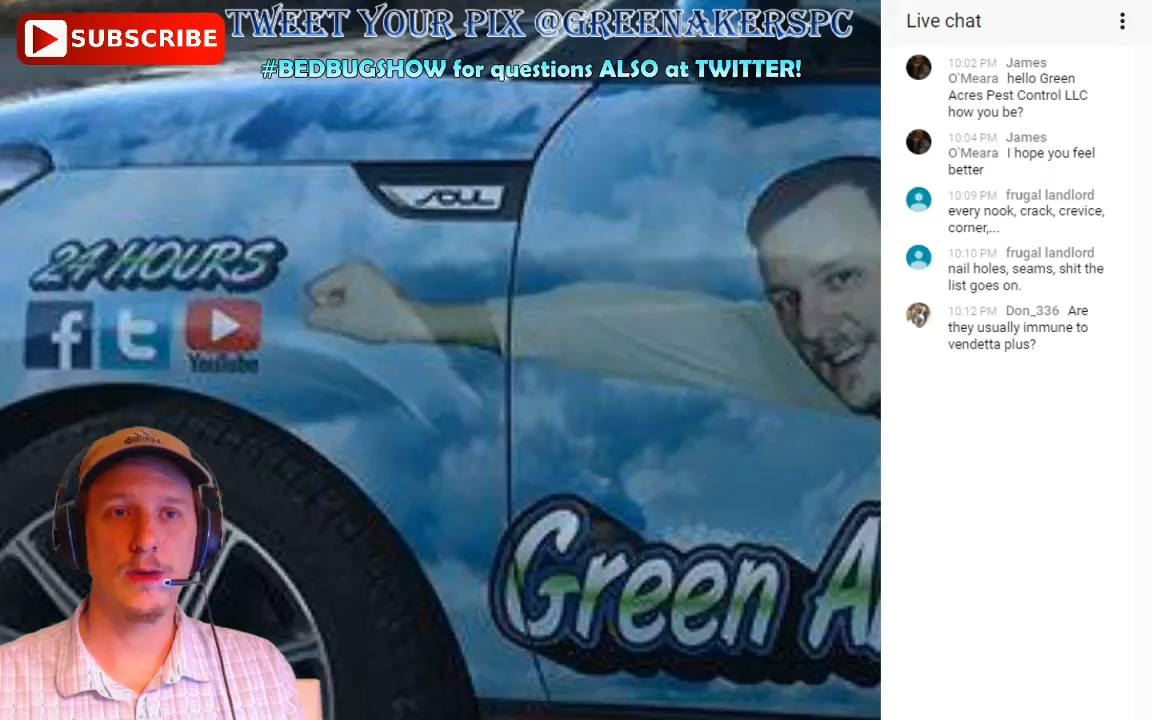 SUBSCRIBE
TWEET YOUR PIX @GREENAKERSPC
#BEDBUGSHOW for questions ALSO at TWITTER!
SOUL
24 HOURS
f t
Youtube
Green A
adidas
Live chat
10:02 PM James
O'Meara hello Green
Acres Pest Control LLC
how you be?
10:04 PM James
O'Meara I hope you feel
better
10:09 PM frugal landlord
every nook, crack, crevice,
corner,...
10:10 PM frugal landlord
nail holes, seams, shit the
list goes on.
10:12 PM Don_336 Are
they usually immune to
vendetta plus?